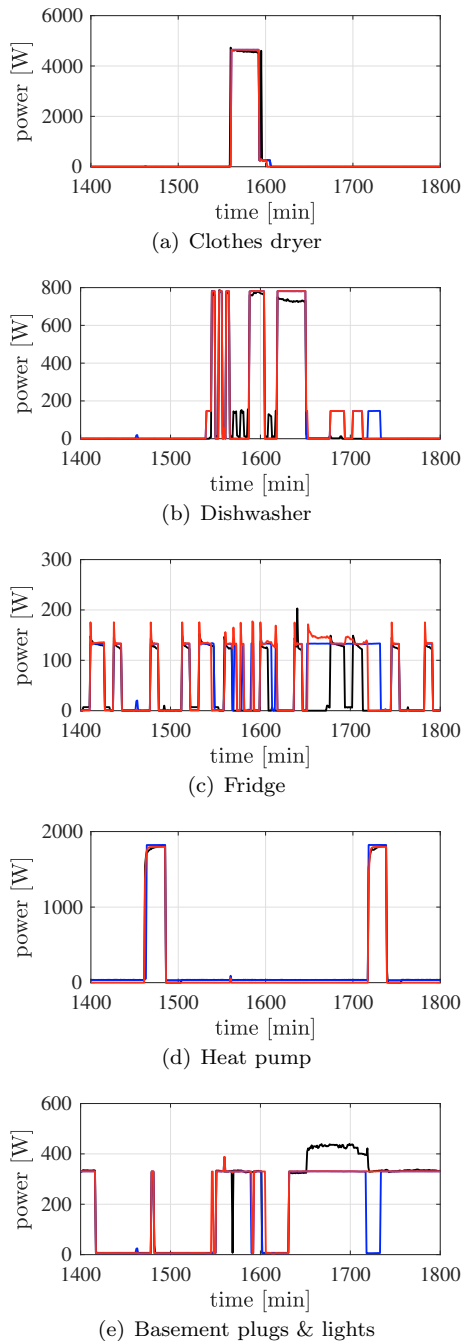 6000
4000
2000
0
power [W]
1400 1500 1600 1700 1800
time [min]
(a) Clothes dryer
800
600
400
200
0
power [W]
1400 1500 1600 1700 1800
time [min]
(b) Dishwasher
300
200
100
0
power [W]
1400 1500 1600 1700 1800
time [min]
(c) Fridge
2000
1000
0
power [W]
1400 1500 1600 1700 1800
time [min]
(d) Heat pump
600
400
200
0
power [W]
1400 1500 1600 1700 1800
time [min]
(e) Basement plugs & lights